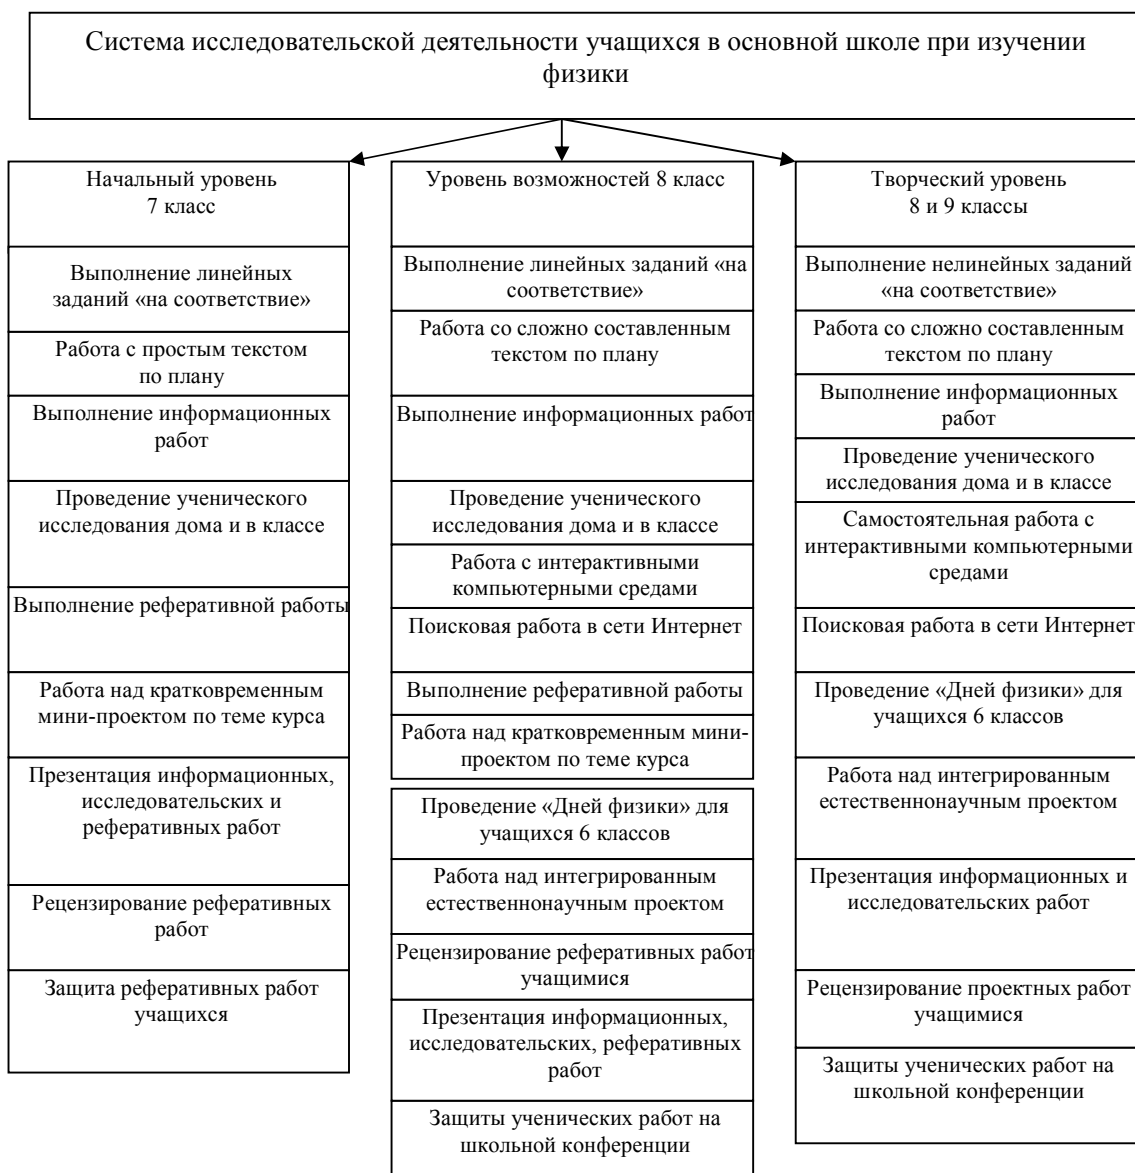 Система исследовательской деятельности учащихся в основной школе при изучении
физики
Начальный уровень
7 класс
Выполнение линейных
заданий «на соответствие»
Работа с простым текстом
по плану
Выполнение информационных
работ
Проведение ученического
исследования дома и в классе
Выполнение реферативной работы
Работа над кратковременным
мини-проектом по теме курса
Презентация информационных,
исследовательских и
реферативных работ
Рецензирование реферативных
работ
Защита реферативных работ
учащихся
Уровень возможностей 8 класс
Выполнение линейных заданий «на
соответствие»
Работа со сложно составленным
текстом по плану
Выполнение информационных работ
Проведение ученического
исследования дома и в классе
Работа с интерактивными
компьютерными средами
Поисковая работа в сети Интернет
Выполнение реферативной работы
Работа над кратковременным мини-
проектом по теме курса
Проведение «Дней физики» для
учащихся 6 классов
Работа над интегрированным
естественнонаучным проектом
Рецензирование реферативных работ
учащимися
Презентация информационных,
исследовательских, реферативных
работ
Защиты ученических работ на
школьной конференции
Творческий уровень
8 и 9 классы
Выполнение нелинейных заданий
«на соответствие»
Работа со сложно составленным
текстом по плану
Выполнение информационных
работ
Проведение ученического
исследования дома и в классе
Самостоятельная работа с
интерактивными компьютерными
средами
Поисковая работа в сети Интернет
Проведение «Дней физики» для
учащихся 6 классов
Работа над интегрированным
естественнонаучным проектом
Презентация информационных и
исследовательских работ
Рецензирование проектных работ
учащимися
Защиты ученических работ на
школьной конференции